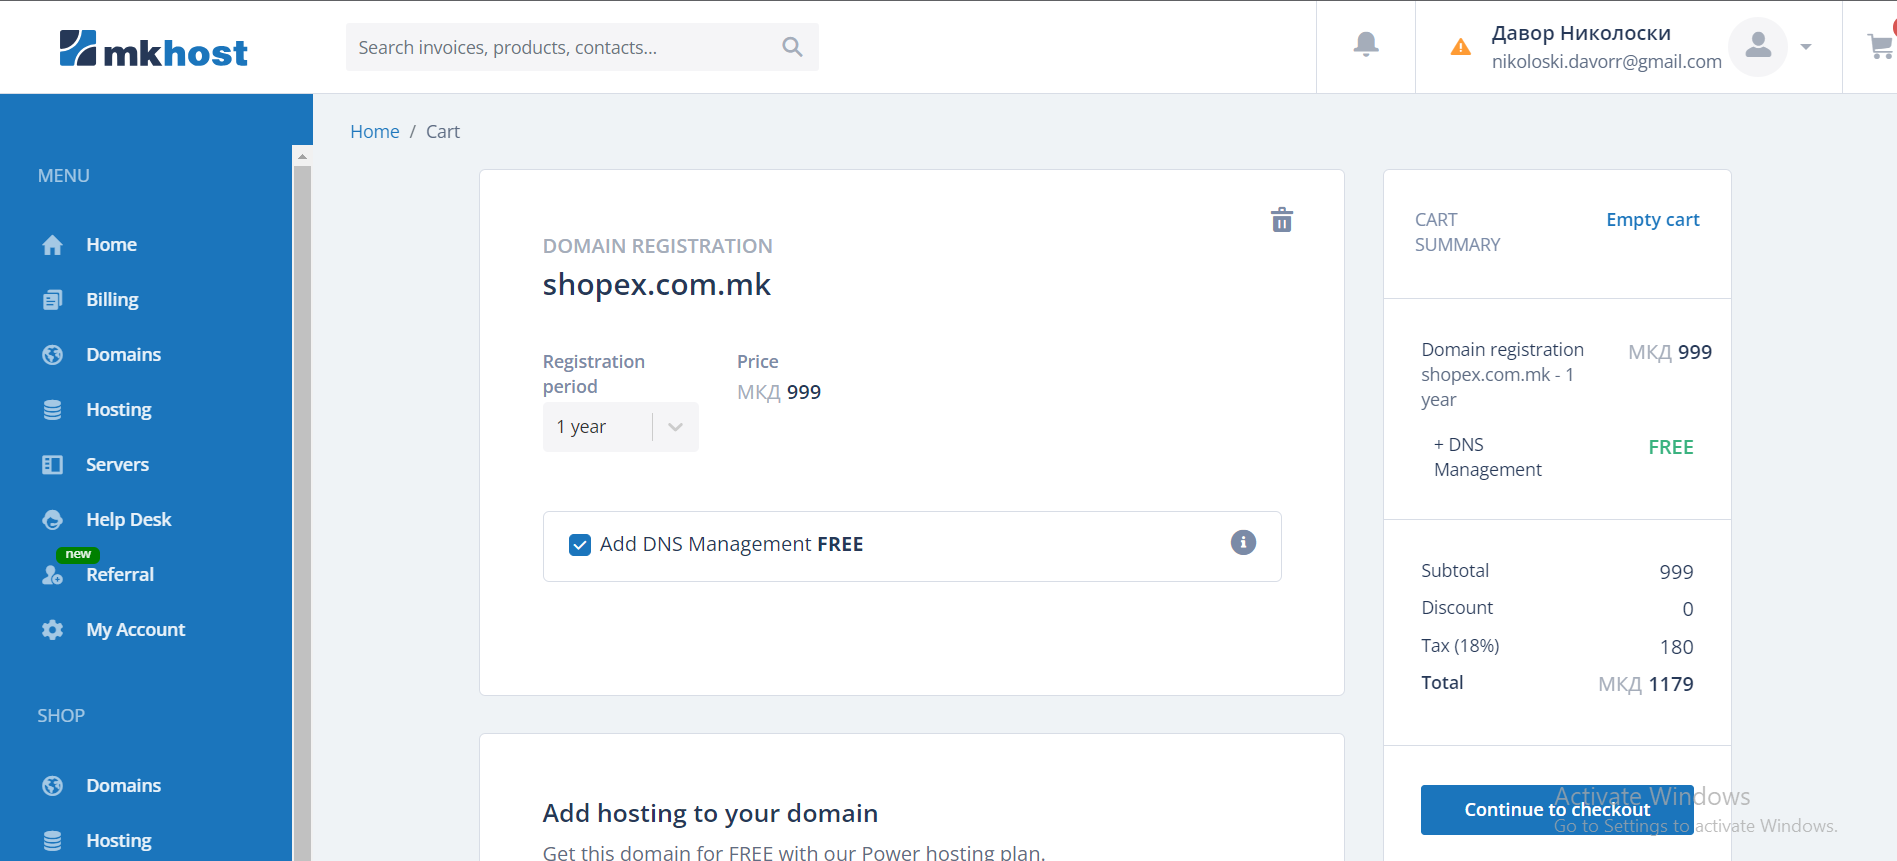 mkhost
Search invoices, products, contacts...
Давор Николоски
nikoloski.davorr@gmail.com
MENU
Home
Billing
Domains
Hosting
Servers
Help Desk
new
Referral
My Account
SHOP
Domains
Hosting
Home / Cart
DOMAIN REGISTRATION
shopex.com.mk
Registration
period
Price
МКД 999
1 year
Add DNS Management FREE
Add hosting to your domain
Get this domain for FREE with our Power hosting plan.
CART
SUMMARY
Empty cart
Domain registration
shopex.com.mk - 1
year
МКД 999
+ DNS
Management
FREE
Subtotal 999
Discount 0
Tax (18%) 180
Total МКД 1179
Continue to checkout
Activate Windows
Go to Settings to activate Windows.